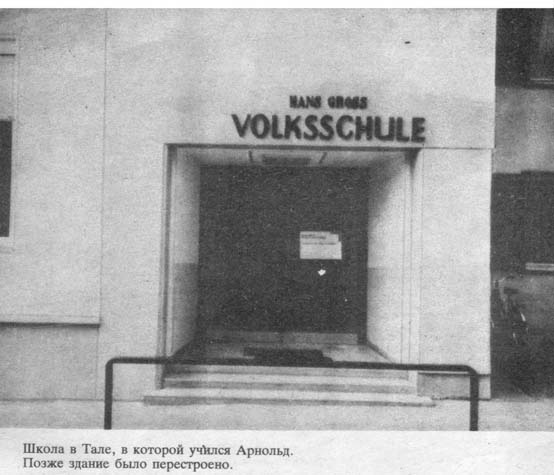 HANS GROSS
VOLKSSCHULE
Школа в Тале, в которой учился Арнольд.
Позже здание было перестроено.